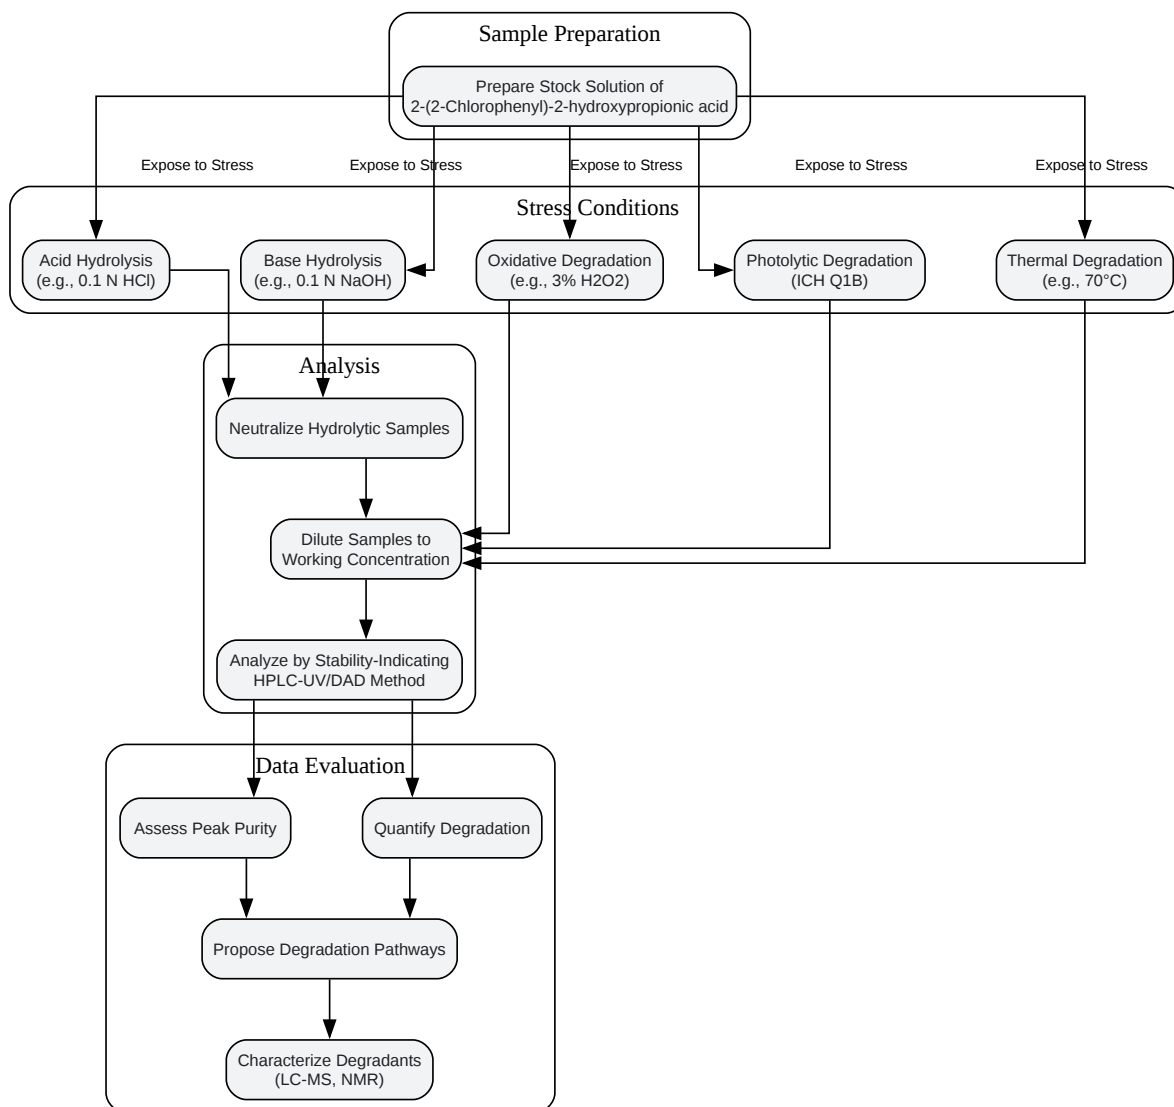 Sample Preparation
Prepare Stock Solution of
2-(2-Chlorophenyl)-2-hydroxypropionic acid
Expose to Stress
Expose to Stress
Expose to Stress
Expose to Stress
Expose to Stress
Stress Conditions
Acid Hydrolysis
(e.g., 0.1 N HCl)
Base Hydrolysis
(e.g., 0.1 N NaOH)
Oxidative Degradation
(e.g., 3% H2O2)
Photolytic Degradation
(ICH Q1B)
Thermal Degradation
(e.g., 70°C)
Analysis
Neutralize Hydrolytic Samples
Dilute Samples to
Working Concentration
Analyze by Stability-Indicating
HPLC-UV/DAD Method
Data Evaluation
Assess Peak Purity
Quantify Degradation
Propose Degradation Pathways
Characterize Degradants
(LC-MS, NMR)